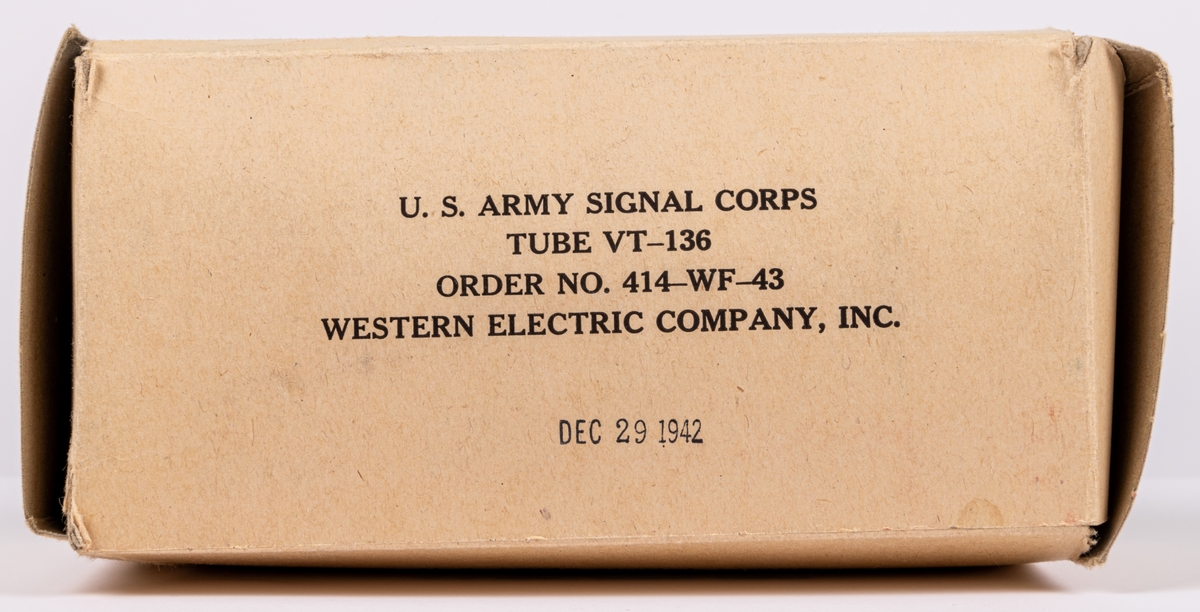 U. S. ARMY SIGNAL CORPS
TUBE VT–136
ORDER NO. 414–WF–43
WESTERN ELECTRIC COMPANY, INC.
DEC 29 1942